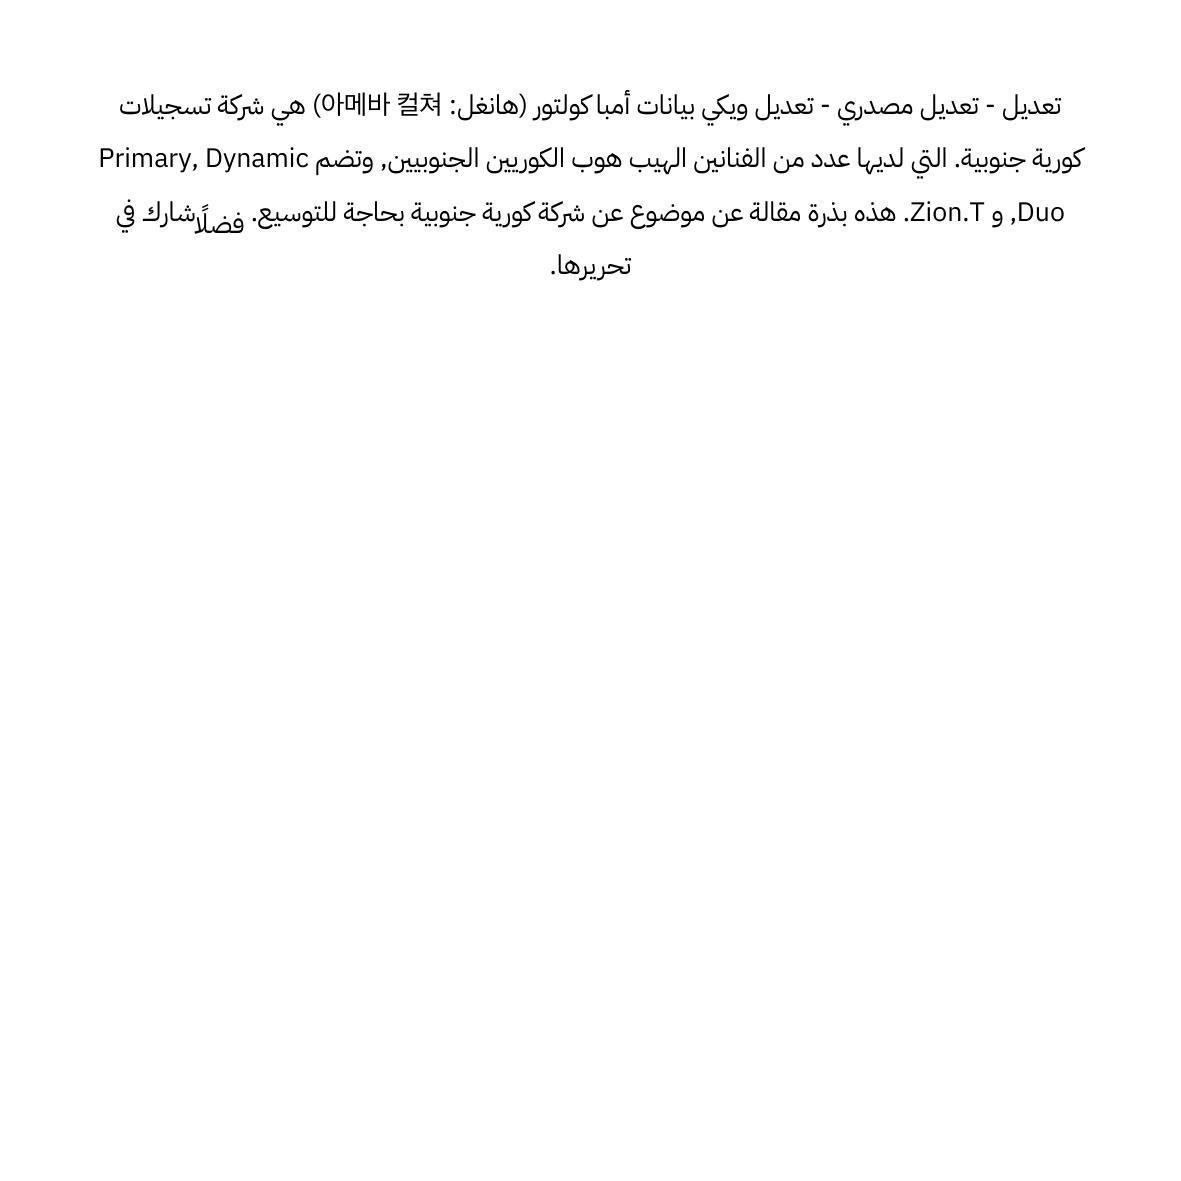 تعديل - تعديل مصدري - تعديل ويكي بيانات أمبا كولتور (هانغل: 아메바 컬쳐) هي شركة تسجيلات
كورية جنوبية. التي لديها عدد من الفنانين الهيب هوب الكوريين الجنوبيين, وتضم Primary, Dynamic
Duo, و Zion.T. هذه بذرة مقالة عن موضوع عن شركة كورية جنوبية بحاجة للتوسيع. فضلًا شارك في
تحريرها.